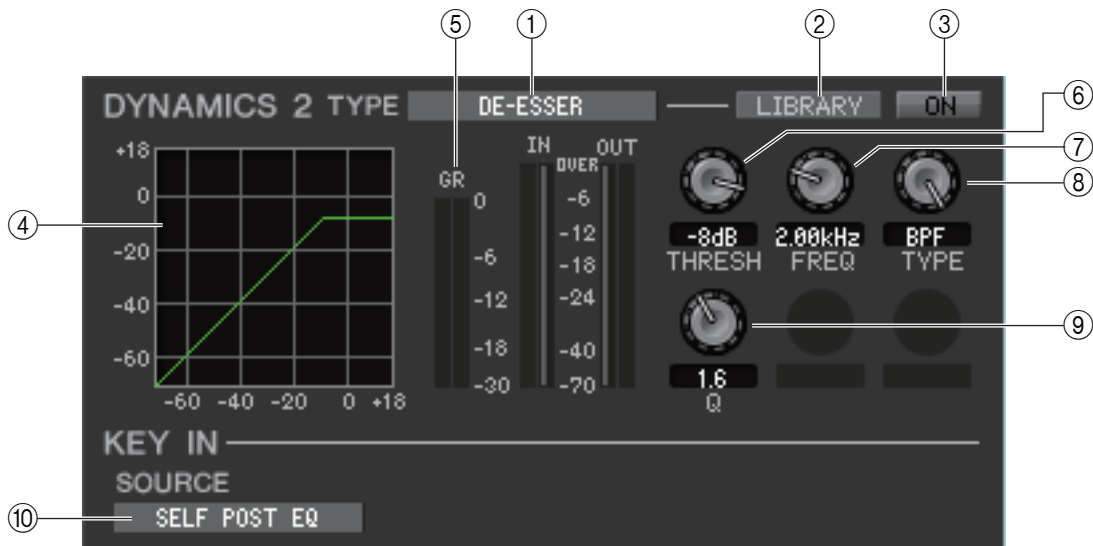 ⑤ ① ② ③
DYNAMICS 2 TYPE DE-ESSER LIBRARY ON
⑥
⑦
⑧
④
+18
0
-20
-40
-60
-60 -40 -20 0 +18
GR
0
-6
-12
-18
-30
IN OUT
OVER
-6
-12
-18
-24
-40
-70
-8dB 2.00kHz BPF
THRESH FREQ TYPE
⑨
1.6
Q
KEY IN
SOURCE
⑩ SELF POST EQ